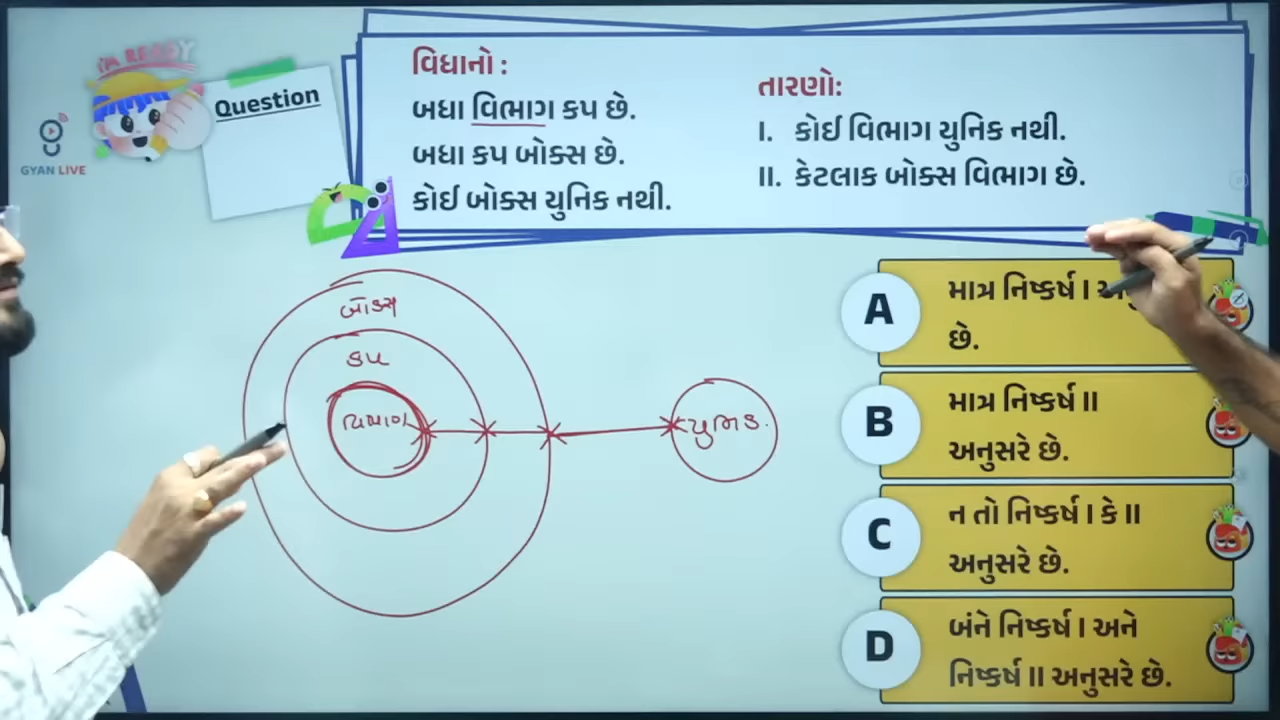 I'M READY
Question
GYAN LIVE
વિધાનો :
બધા વિભાગ કપ છે.
બધા કપ બોક્સ છે.
કોઈ બોક્સ યુનિક નથી.
તારણો:
I. કોઈ વિભાગ યુનિક નથી.
II. કેટલાક બોક્સ વિભાગ છે.
બૉક્સ
કપ
વિભાગ
A
માત્ર નિષ્કર્ષ I
છે.
B
માત્ર નિષ્કર્ષ II
અનુસરે છે.
C
ન તો નિષ્કર્ષ I કે II
અનુસરે છે.
D
બંને નિષ્કર્ષ I અને
નિષ્કર્ષ II અનુસરે છે.